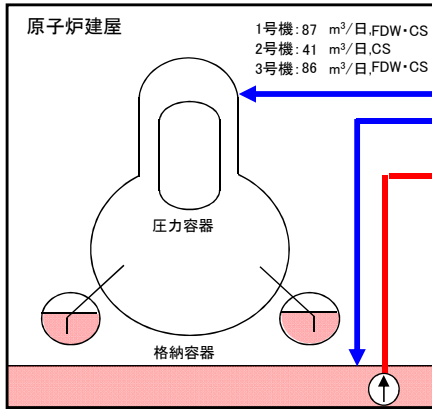 原子炉建屋
1号機:87 m³/日,FDW・CS
2号機:41 m³/日,CS
3号機:86 m³/日,FDW・CS
圧力容器
格納容器